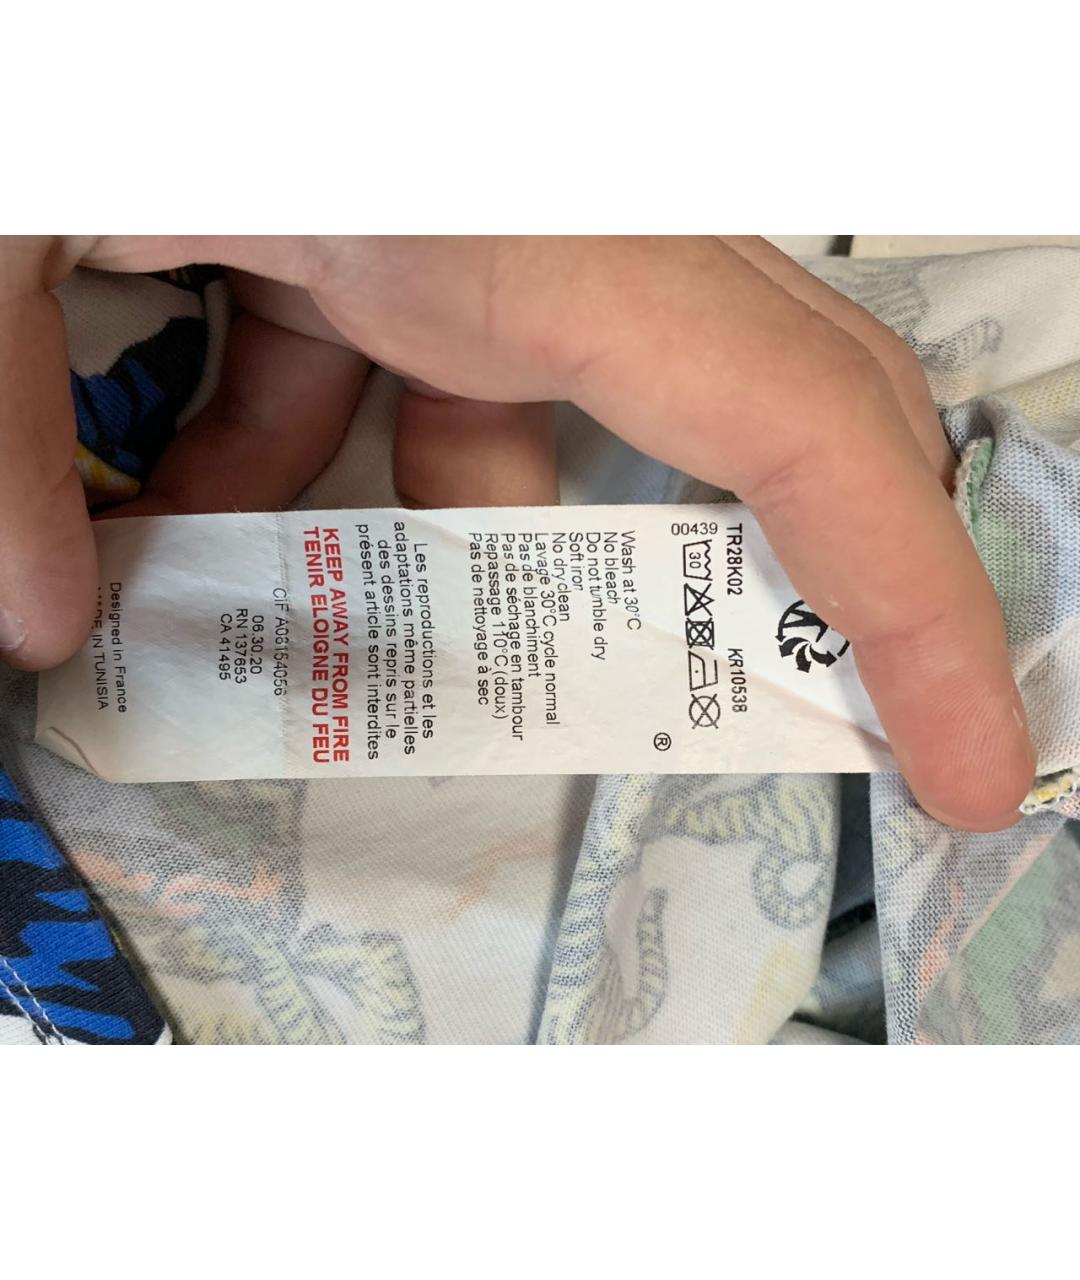 TR28K02 KR110538
00439
30
®
Wash at 30°C
No bleach
Do not tumble dry
Soft iron
No dry clean
Lavage 30°C cycle normal
Pas de blanchiment
Pas de séchage en tambour
Repassage 110°C (doux)
Pas de nettoyage à sec
Les reproductions et les
adaptations même partielles
des dessins repris sur le
présent article sont interdites
KEEP AWAY FROM FIRE
TENIR ELOIGNE DU FEU
CIF A08154056
06.30.20
RN 137653
CA 41495
Designed in France
MADE IN TUNISIA